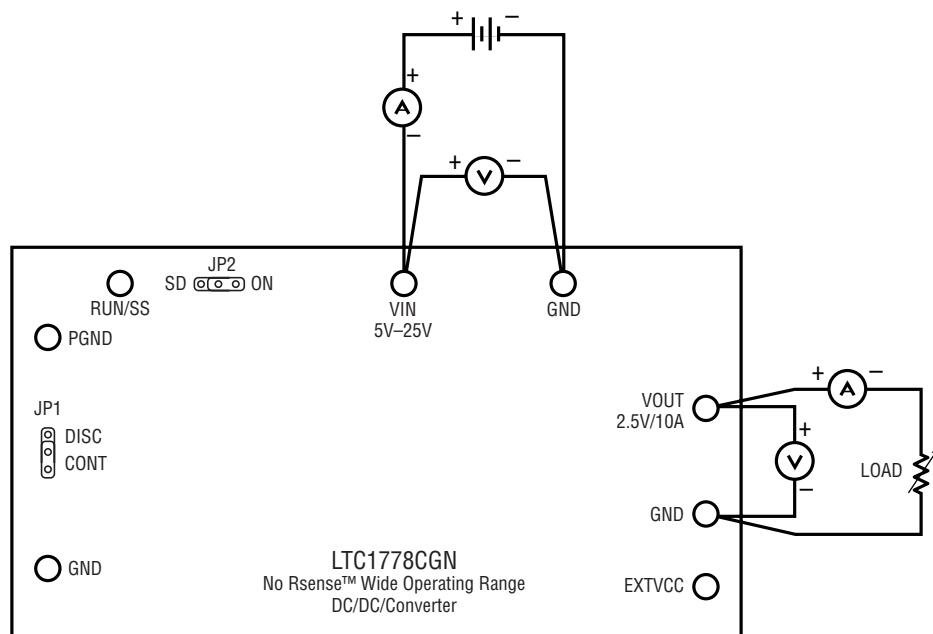 + −
+
A
−
+ V −
JP2
SD ON
RUN/SS
VIN
5V–25V
GND
PGND
JP1
DISC
CONT
VOUT
2.5V/10A
+ A −
+
V
−
LOAD
GND
GND
LTC1778CGN
No Rsense™ Wide Operating Range
DC/DC/Converter
EXTVCC